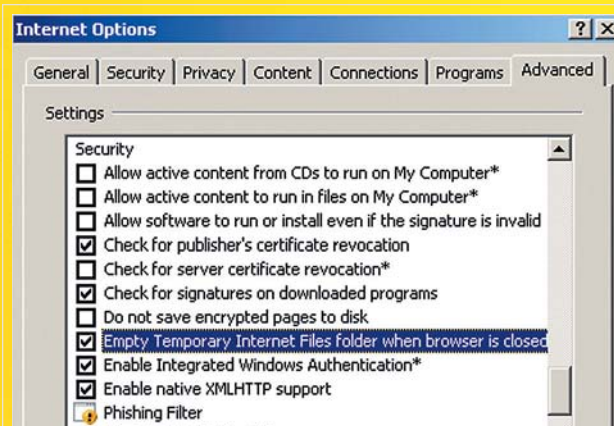 Internet Options
General Security Privacy Content Connections Programs Advanced
Settings
Security
Allow active content from CDs to run on My Computer*
Allow active content to run in files on My Computer*
Allow software to run or install even if the signature is invalid
Check for publisher's certificate revocation
Check for server certificate revocation*
Check for signatures on downloaded programs
Do not save encrypted pages to disk
Empty Temporary Internet Files folder when browser is closed
Enable Integrated Windows Authentication*
Enable native XMLHTTP support
Phishing Filter